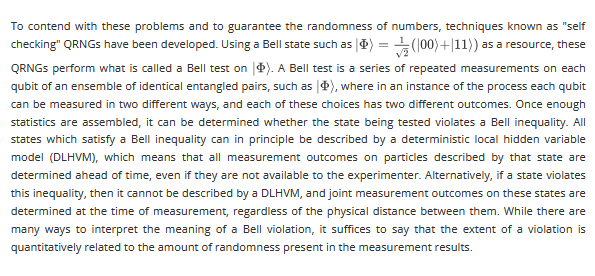 To contend with these problems and to guarantee the randomness of numbers, techniques known as "self
checking" QRNGs have been developed. Using a Bell state such as |Φ⟩ = 1/√2(|00⟩+|11⟩) as a resource, these
QRNGs perform what is called a Bell test on |Φ⟩. A Bell test is a series of repeated measurements on each
qubit of an ensemble of identical entangled pairs, such as |Φ⟩, where in an instance of the process each qubit
can be measured in two different ways, and each of these choices has two different outcomes. Once enough
statistics are assembled, it can be determined whether the state being tested violates a Bell inequality. All
states which satisfy a Bell inequality can in principle be described by a deterministic local hidden variable
model (DLHVM), which means that all measurement outcomes on particles described by that state are
determined ahead of time, even if they are not available to the experimenter. Alternatively, if a state violates
this inequality, then it cannot be described by a DLHVM, and joint measurement outcomes on these states are
determined at the time of measurement, regardless of the physical distance between them. While there are
many ways to interpret the meaning of a Bell violation, it suffices to say that the extent of a violation is
quantitatively related to the amount of randomness present in the measurement results.